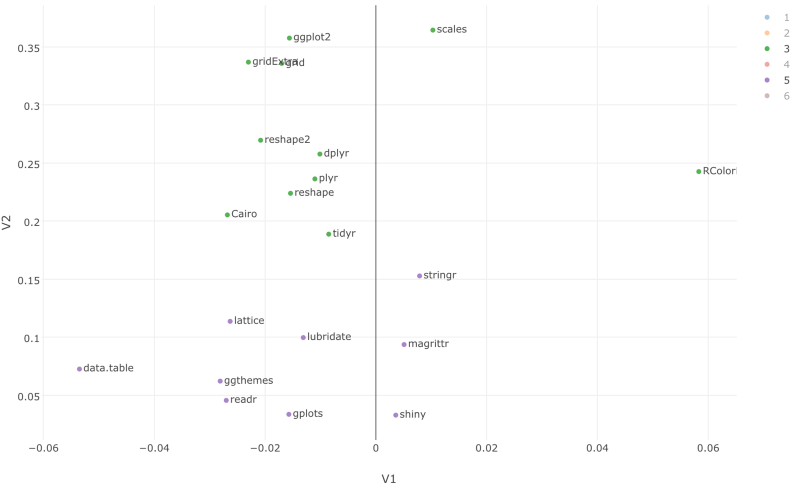 scales
1
ggplot2
2
0.35
3
gridExtra
grid
4
5
6
0.3
reshape2
dplyr
0.25
RColor
plyr
reshape
Cairo
V2
0.2
tidyr
stringr
0.15
lattice
0.1
lubridate
magrittr
data.table
ggthemes
0.05
readr
gplots
shiny
−0.06 −0.04 −0.02 0 0.02 0.04 0.06
V1